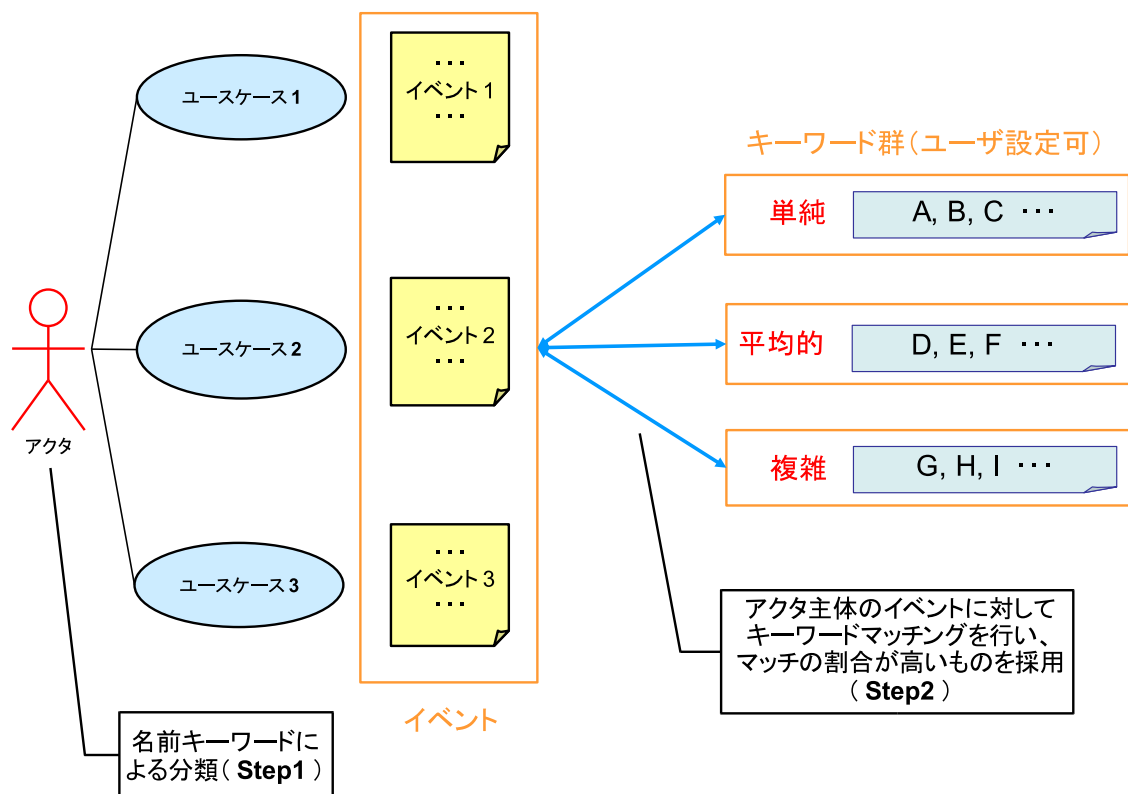 ユースケース 1
・・・
イベント 1
・・・
キーワード群（ユーザ設定可）
単純
A, B, C ・・・
ユースケース 2
・・・
イベント 2
・・・
平均的
D, E, F ・・・
アクタ
複雑
G, H, I ・・・
ユースケース 3
・・・
イベント 3
・・・
アクタ主体のイベントに対して
キーワードマッチングを行い、
マッチの割合が高いものを採用
（ Step2 ）
イベント
名前キーワードに
よる分類（ Step1 ）